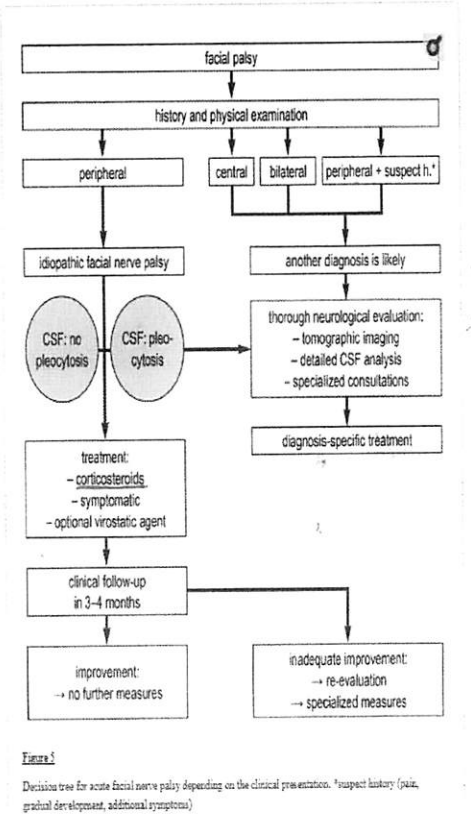 facial palsy
history and physical examination
peripheral
central
bilateral
peripheral + suspect h.*
idiopathic facial nerve palsy
another diagnosis is likely
CSF: no
pleocytosis
CSF: pleo-
cytosis
thorough neurological evaluation:
– tomographic imaging
– detailed CSF analysis
– specialized consultations
diagnosis-specific treatment
treatment:
– corticosteroids
– symptomatic
– optional virostatic agent
clinical follow-up
in 3–4 months
improvement:
→ no further measures
inadequate improvement:
→ re-evaluation
→ specialized measures
Figure 5
Decision tree for acute facial nerve palsy depending on the clinical presentation. *suspect history (pain,
gradual development, additional symptoms)